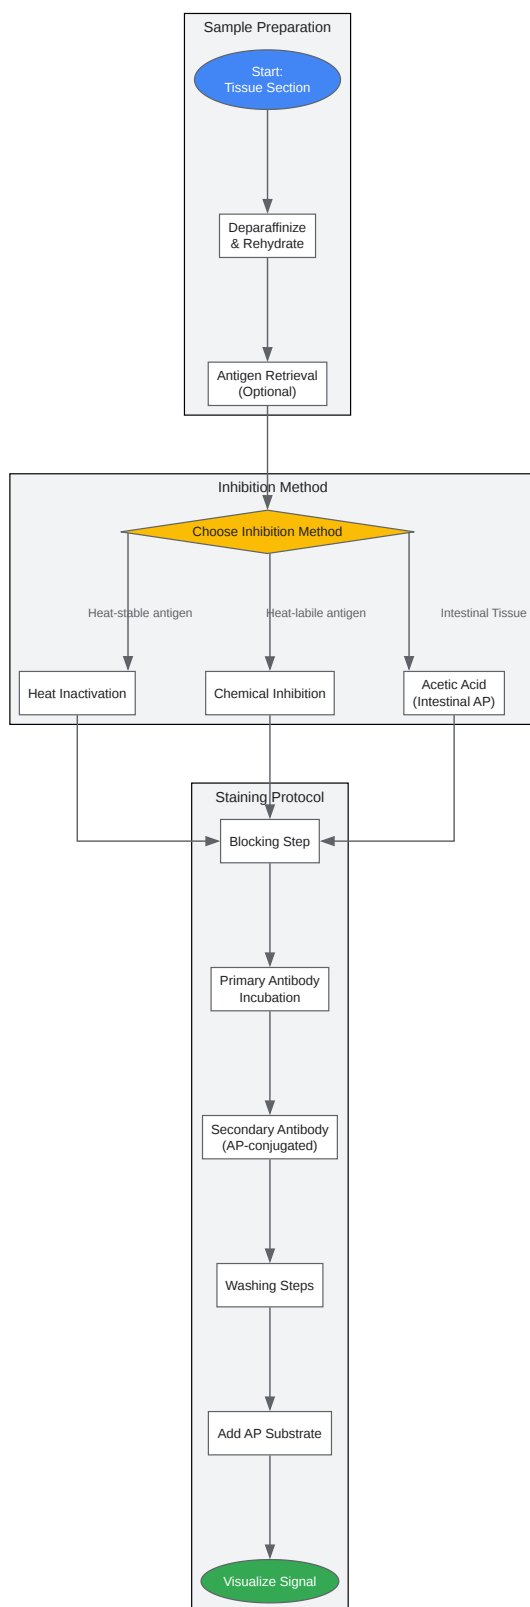 Sample Preparation
Start:
Tissue Section
Deparaffinize
& Rehydrate
Antigen Retrieval
(Optional)
Inhibition Method
Choose Inhibition Method
Heat-stable antigen
Heat-labile antigen
Intestinal Tissue
Heat Inactivation
Chemical Inhibition
Acetic Acid
(Intestinal AP)
Staining Protocol
Blocking Step
Primary Antibody
Incubation
Secondary Antibody
(AP-conjugated)
Washing Steps
Add AP Substrate
Visualize Signal